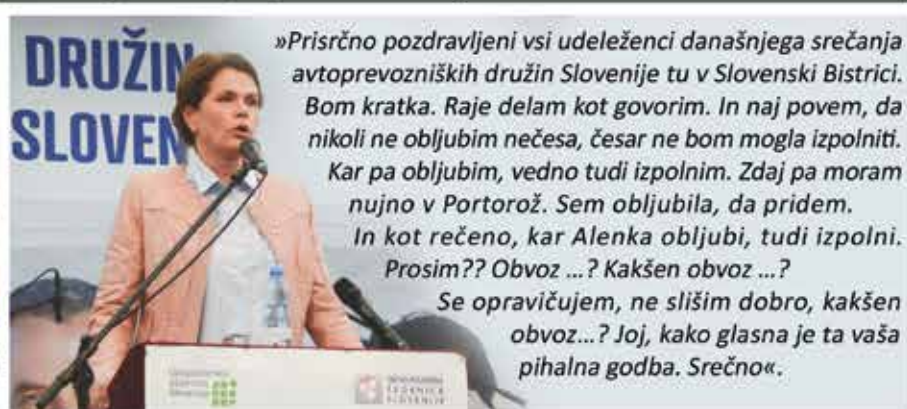 DRUŽIN
SLOVEN
»Prisrčno pozdravljeni vsi udeleženci današnjega srečanja
avtoprevozniških družin Slovenije tu v Slovenski Bistrici.
Bom kratka. Raje delam kot govorim. In naj povem, da
nikoli ne obljubim nečesa, česar ne bom mogla izpolniti.
Kar pa obljubim, vedno tudi izpolnim. Zdaj pa moram
nujno v Portorož. Sem obljubila, da pridem.
In kot rečeno, kar Alenka obljubi, tudi izpolni.
Prosim?? Obvoz ...? Kakšen obvoz ...?
Se opravičujem, ne slišim dobro, kakšen
obvoz...? Joj, kako glasna je ta vaša
pihalna godba. Srečno«.